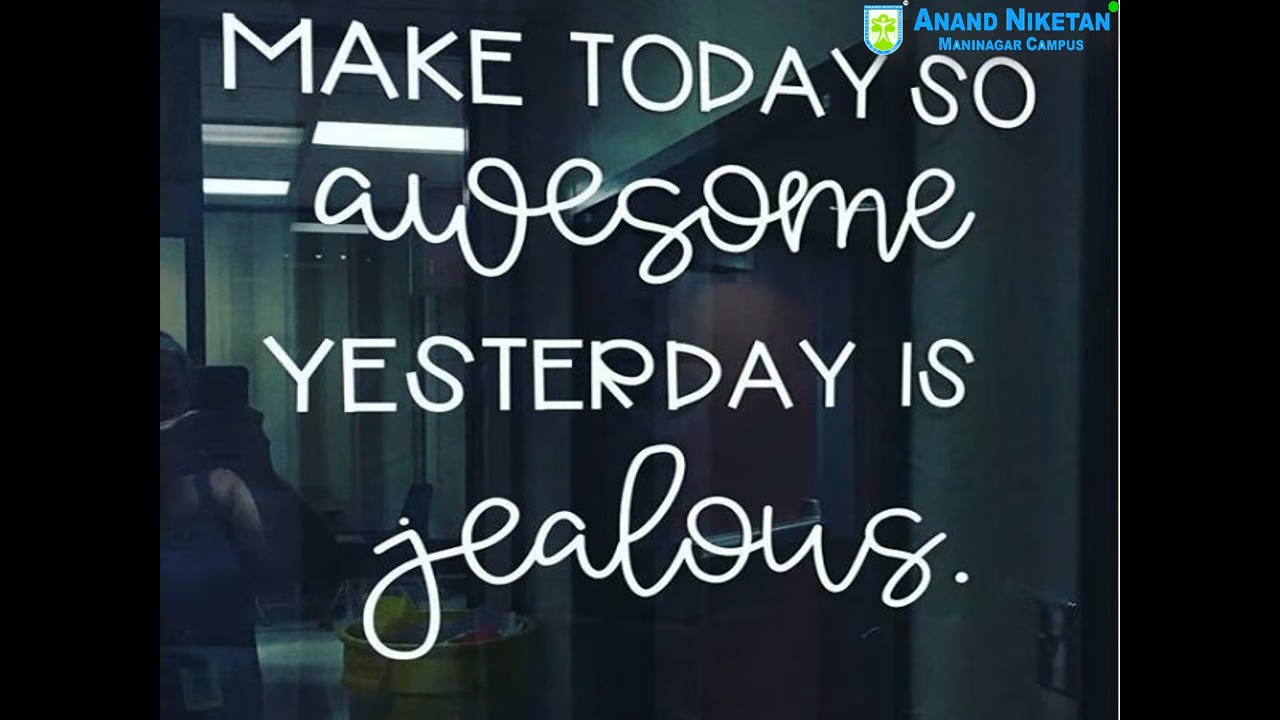 ANAND NIKETAN
MANINAGAR CAMPUS
MAKE TODAY SO
awesome
YESTERDAY IS
jealous.